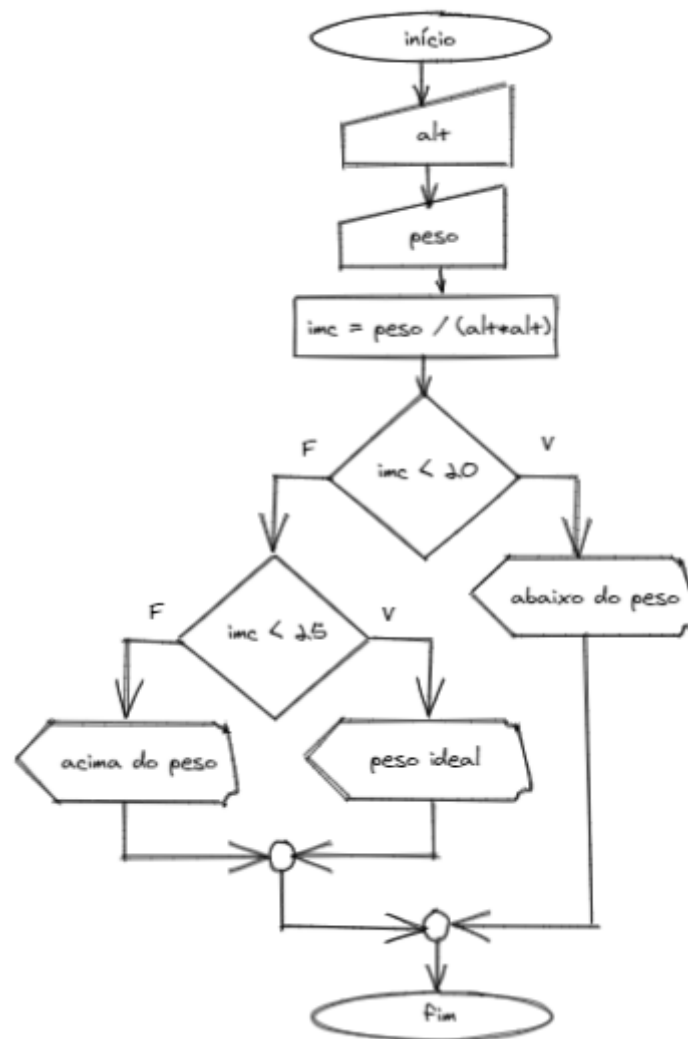 início
alt
peso
imc = peso / (alt*alt)
F
V
imc < 20
abaixo do peso
F
V
imc < 25
acima do peso
peso ideal
fim